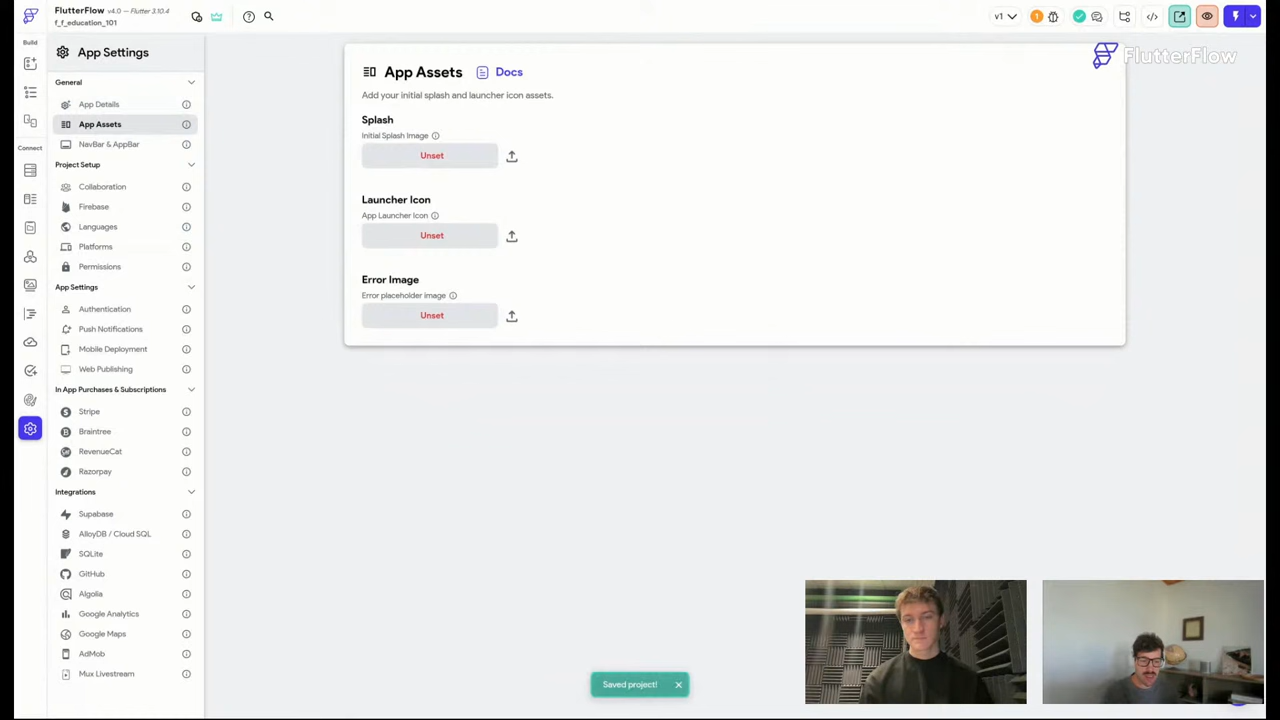 FlutterFlow v4.0 - Flutter 3.10.4
f_f_education_101
v1
1
Build
Connect
App Settings
General
App Details
App Assets
NavBar & AppBar
Project Setup
Collaboration
Firebase
Languages
Platforms
Permissions
App Settings
Authentication
Push Notifications
Mobile Deployment
Web Publishing
In App Purchases & Subscriptions
Stripe
Braintree
RevenueCat
Razorpay
Integrations
Supabase
AlloyDB / Cloud SQL
SQLite
GitHub
Algolia
Google Analytics
Google Maps
AdMob
Mux Livestream
App Assets Docs
Add your initial splash and launcher icon assets.
Splash
Initial Splash Image
Unset
Launcher Icon
App Launcher Icon
Unset
Error Image
Error placeholder image
Unset
FlutterFlow
Saved project!